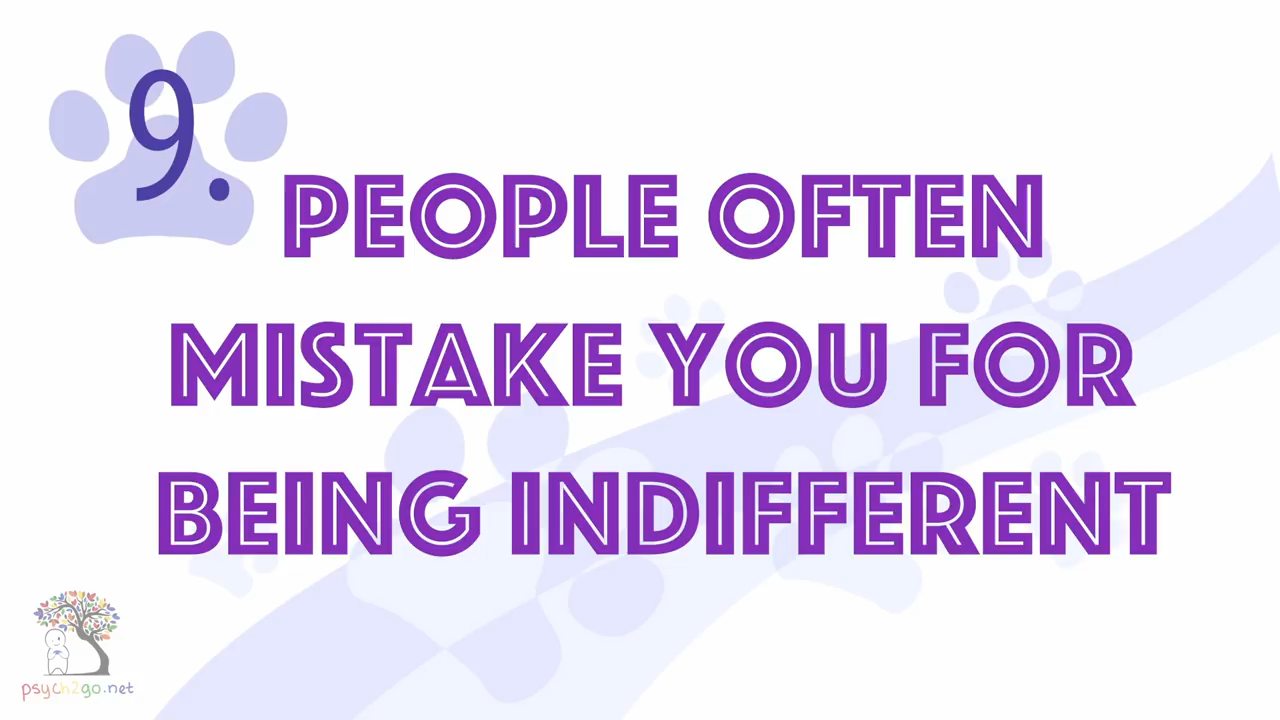 9.
PEOPLE OFTEN
MISTAKE YOU FOR
BEING INDIFFERENT
psych2go.net